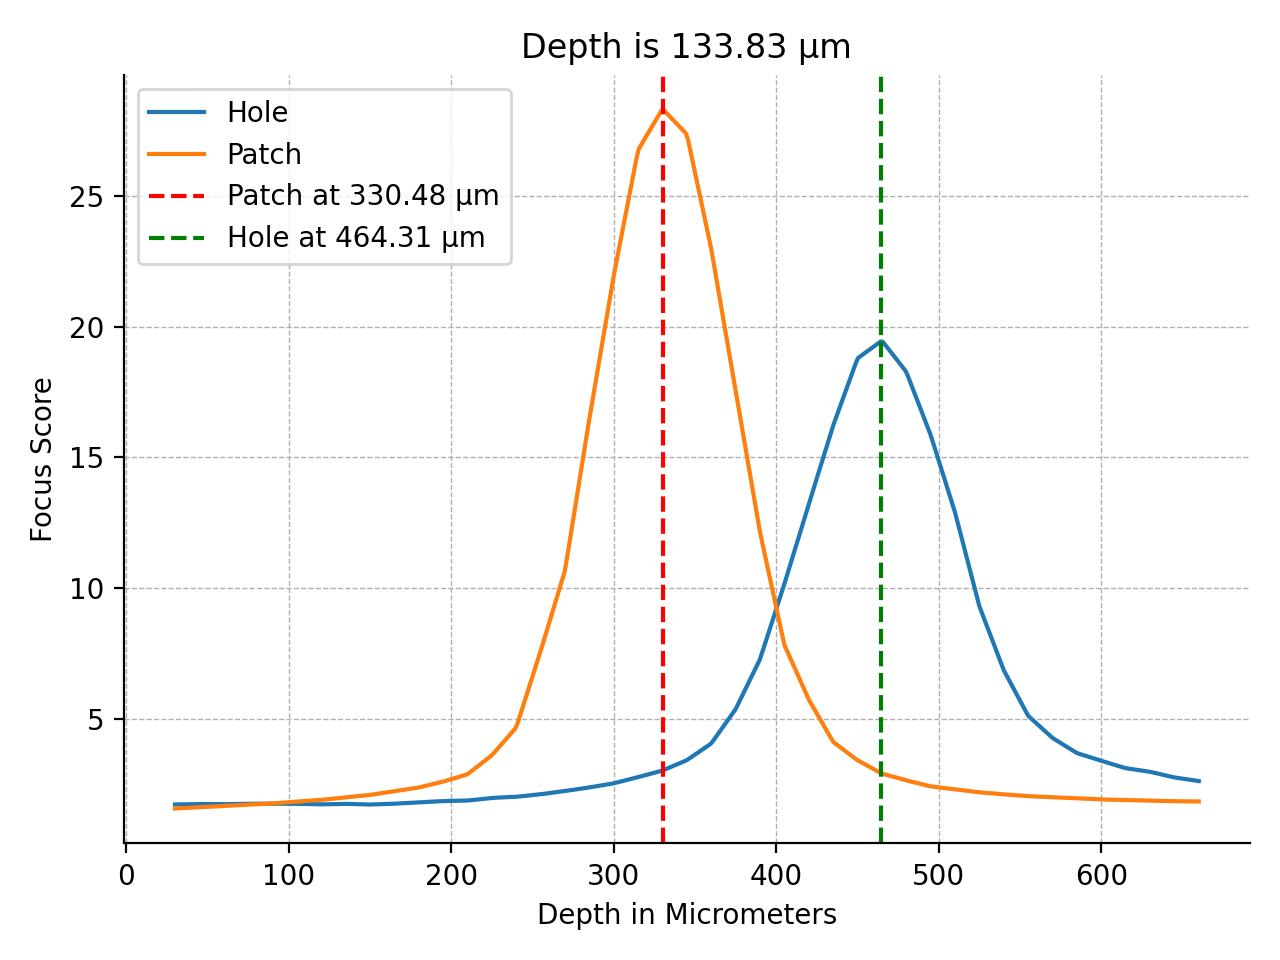 Depth is 133.83 µm
Hole
Patch
Patch at 330.48 µm
Hole at 464.31 µm
Focus Score
25
20
15
10
5
0 100 200 300 400 500 600
Depth in Micrometers